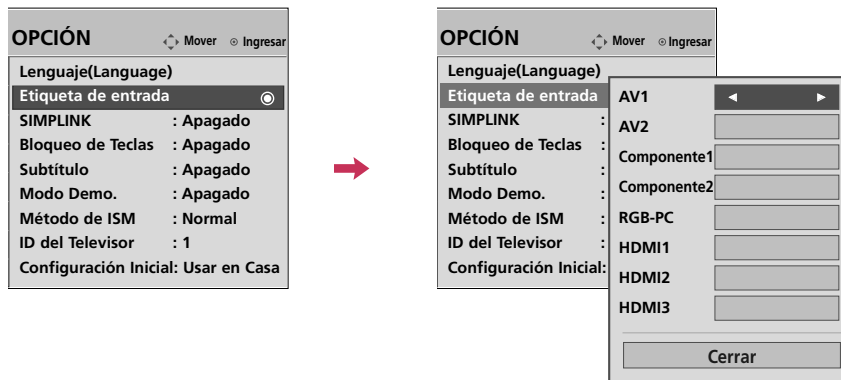 OPCIÓN Mover Ingresar
Lenguaje(Language)
Etiqueta de entrada
SIMPLINK : Apagado
Bloqueo de Teclas : Apagado
Subtítulo : Apagado
Modo Demo. : Apagado
Método de ISM : Normal
ID del Televisor : 1
Configuración Inicial: Usar en Casa
OPCIÓN Mover Ingresar
Lenguaje(Language)
Etiqueta de entrada
SIMPLINK :
Bloqueo de Teclas :
Subtítulo :
Modo Demo. :
Método de ISM :
ID del Televisor :
Configuración Inicial:
AV1
AV2
Componente1
Componente2
RGB-PC
HDMI1
HDMI2
HDMI3
Cerrar